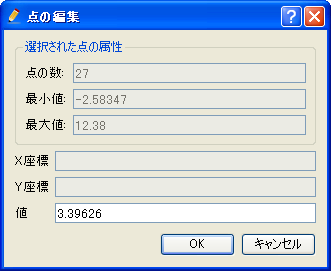 点の編集
選択された点の属性
点の数: 27
最小値: -2.58347
最大値: 12.38
X座標
Y座標
値 3.39626
OK キャンセル